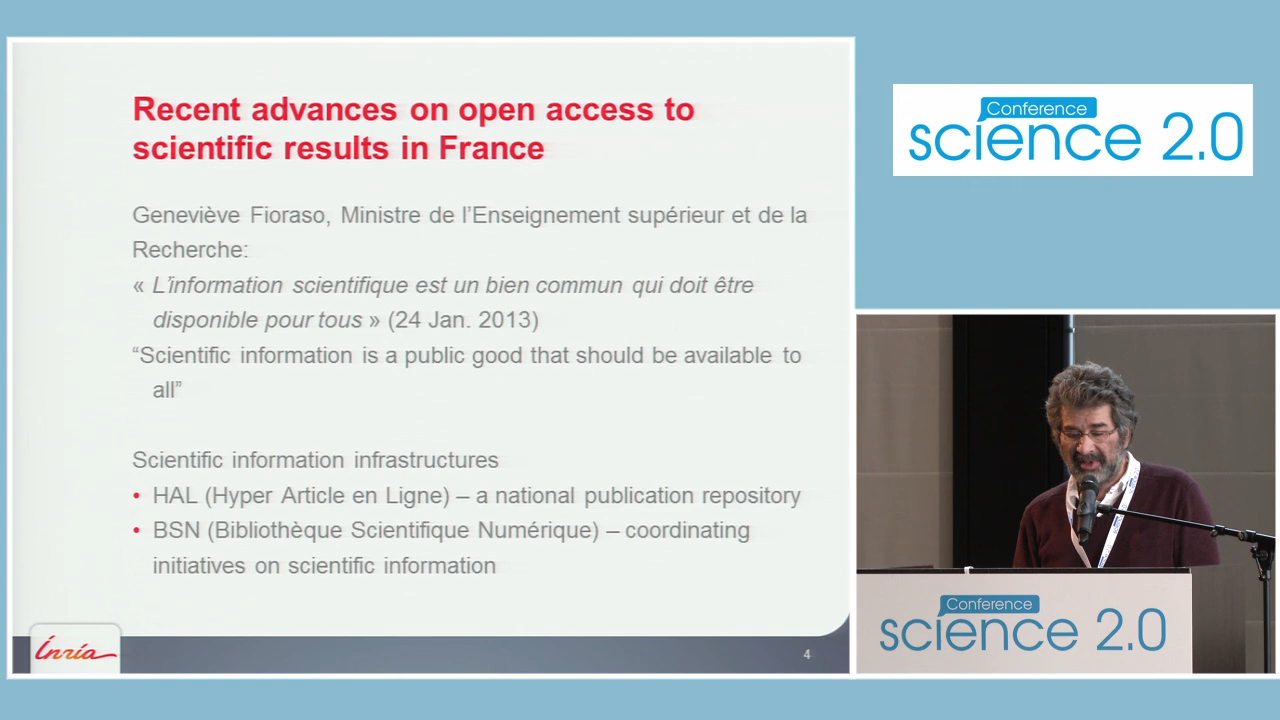 Recent advances on open access to
scientific results in France
Geneviève Fioraso, Ministre de l’Enseignement supérieur et de la
Recherche:
« L’information scientifique est un bien commun qui doit être
disponible pour tous » (24 Jan. 2013)
“Scientific information is a public good that should be available to
all”
Scientific information infrastructures
• HAL (Hyper Article en Ligne) – a national publication repository
• BSN (Bibliothèque Scientifique Numérique) – coordinating
initiatives on scientific information
Inria
4
Conference
science 2.0
Conference
science 2.0